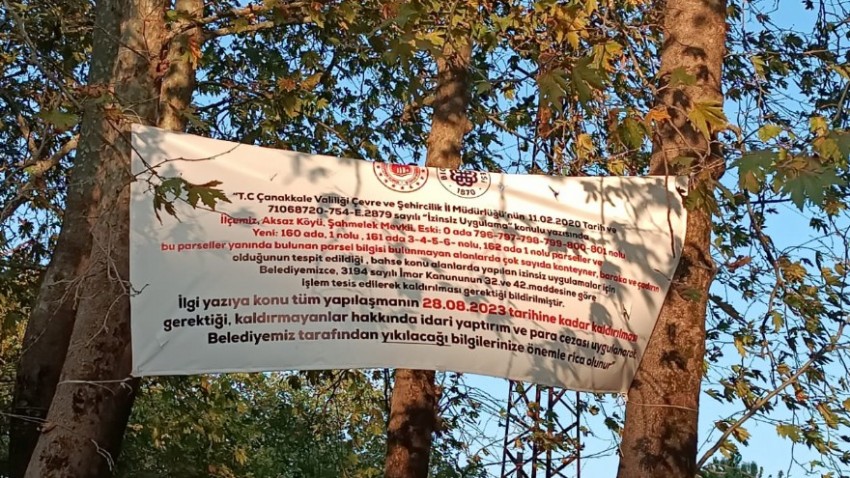 1870
"T.C Çanakkale Valiliği Çevre ve Şehircilik İl Müdürlüğü'nün 11.02.2020 Tarih ve
71068720-754-E.2879 sayılı "İzinsiz Uygulama" konulu yazısında
İlçemiz, Aksaz Köyü, Şahmelek Mevkii, Eski: 0 ada 796-797-798-799-800-801 nolu
Yeni: 160 ada, 1 nolu , 161 ada 3-4-5-6- nolu, 162 ada 1 nolu parseller ve
bu parseller yanında bulunan parsel bilgisi bulunmayan alanlarda çok sayıda konteyner, baraka ve çadırın
olduğunun tespit edildiği , bahse konu alanlarda yapılan izinsiz uygulamalar için
Belediyemizce, 3194 sayılı İmar Kanununun 32.ve 42.maddesine göre
işlem tesis edilerek kaldırılması gerektiği bildirilmiştir.
İlgi yazıya konu tüm yapılaşmanın 28.08.2023 tarihine kadar kaldırılması
gerektiği, kaldırmayanlar hakkında idari yaptırım ve para cezası uygulanarak
Belediyemiz tarafından yıkılacağı bilgilerinize önemle rica olunur"